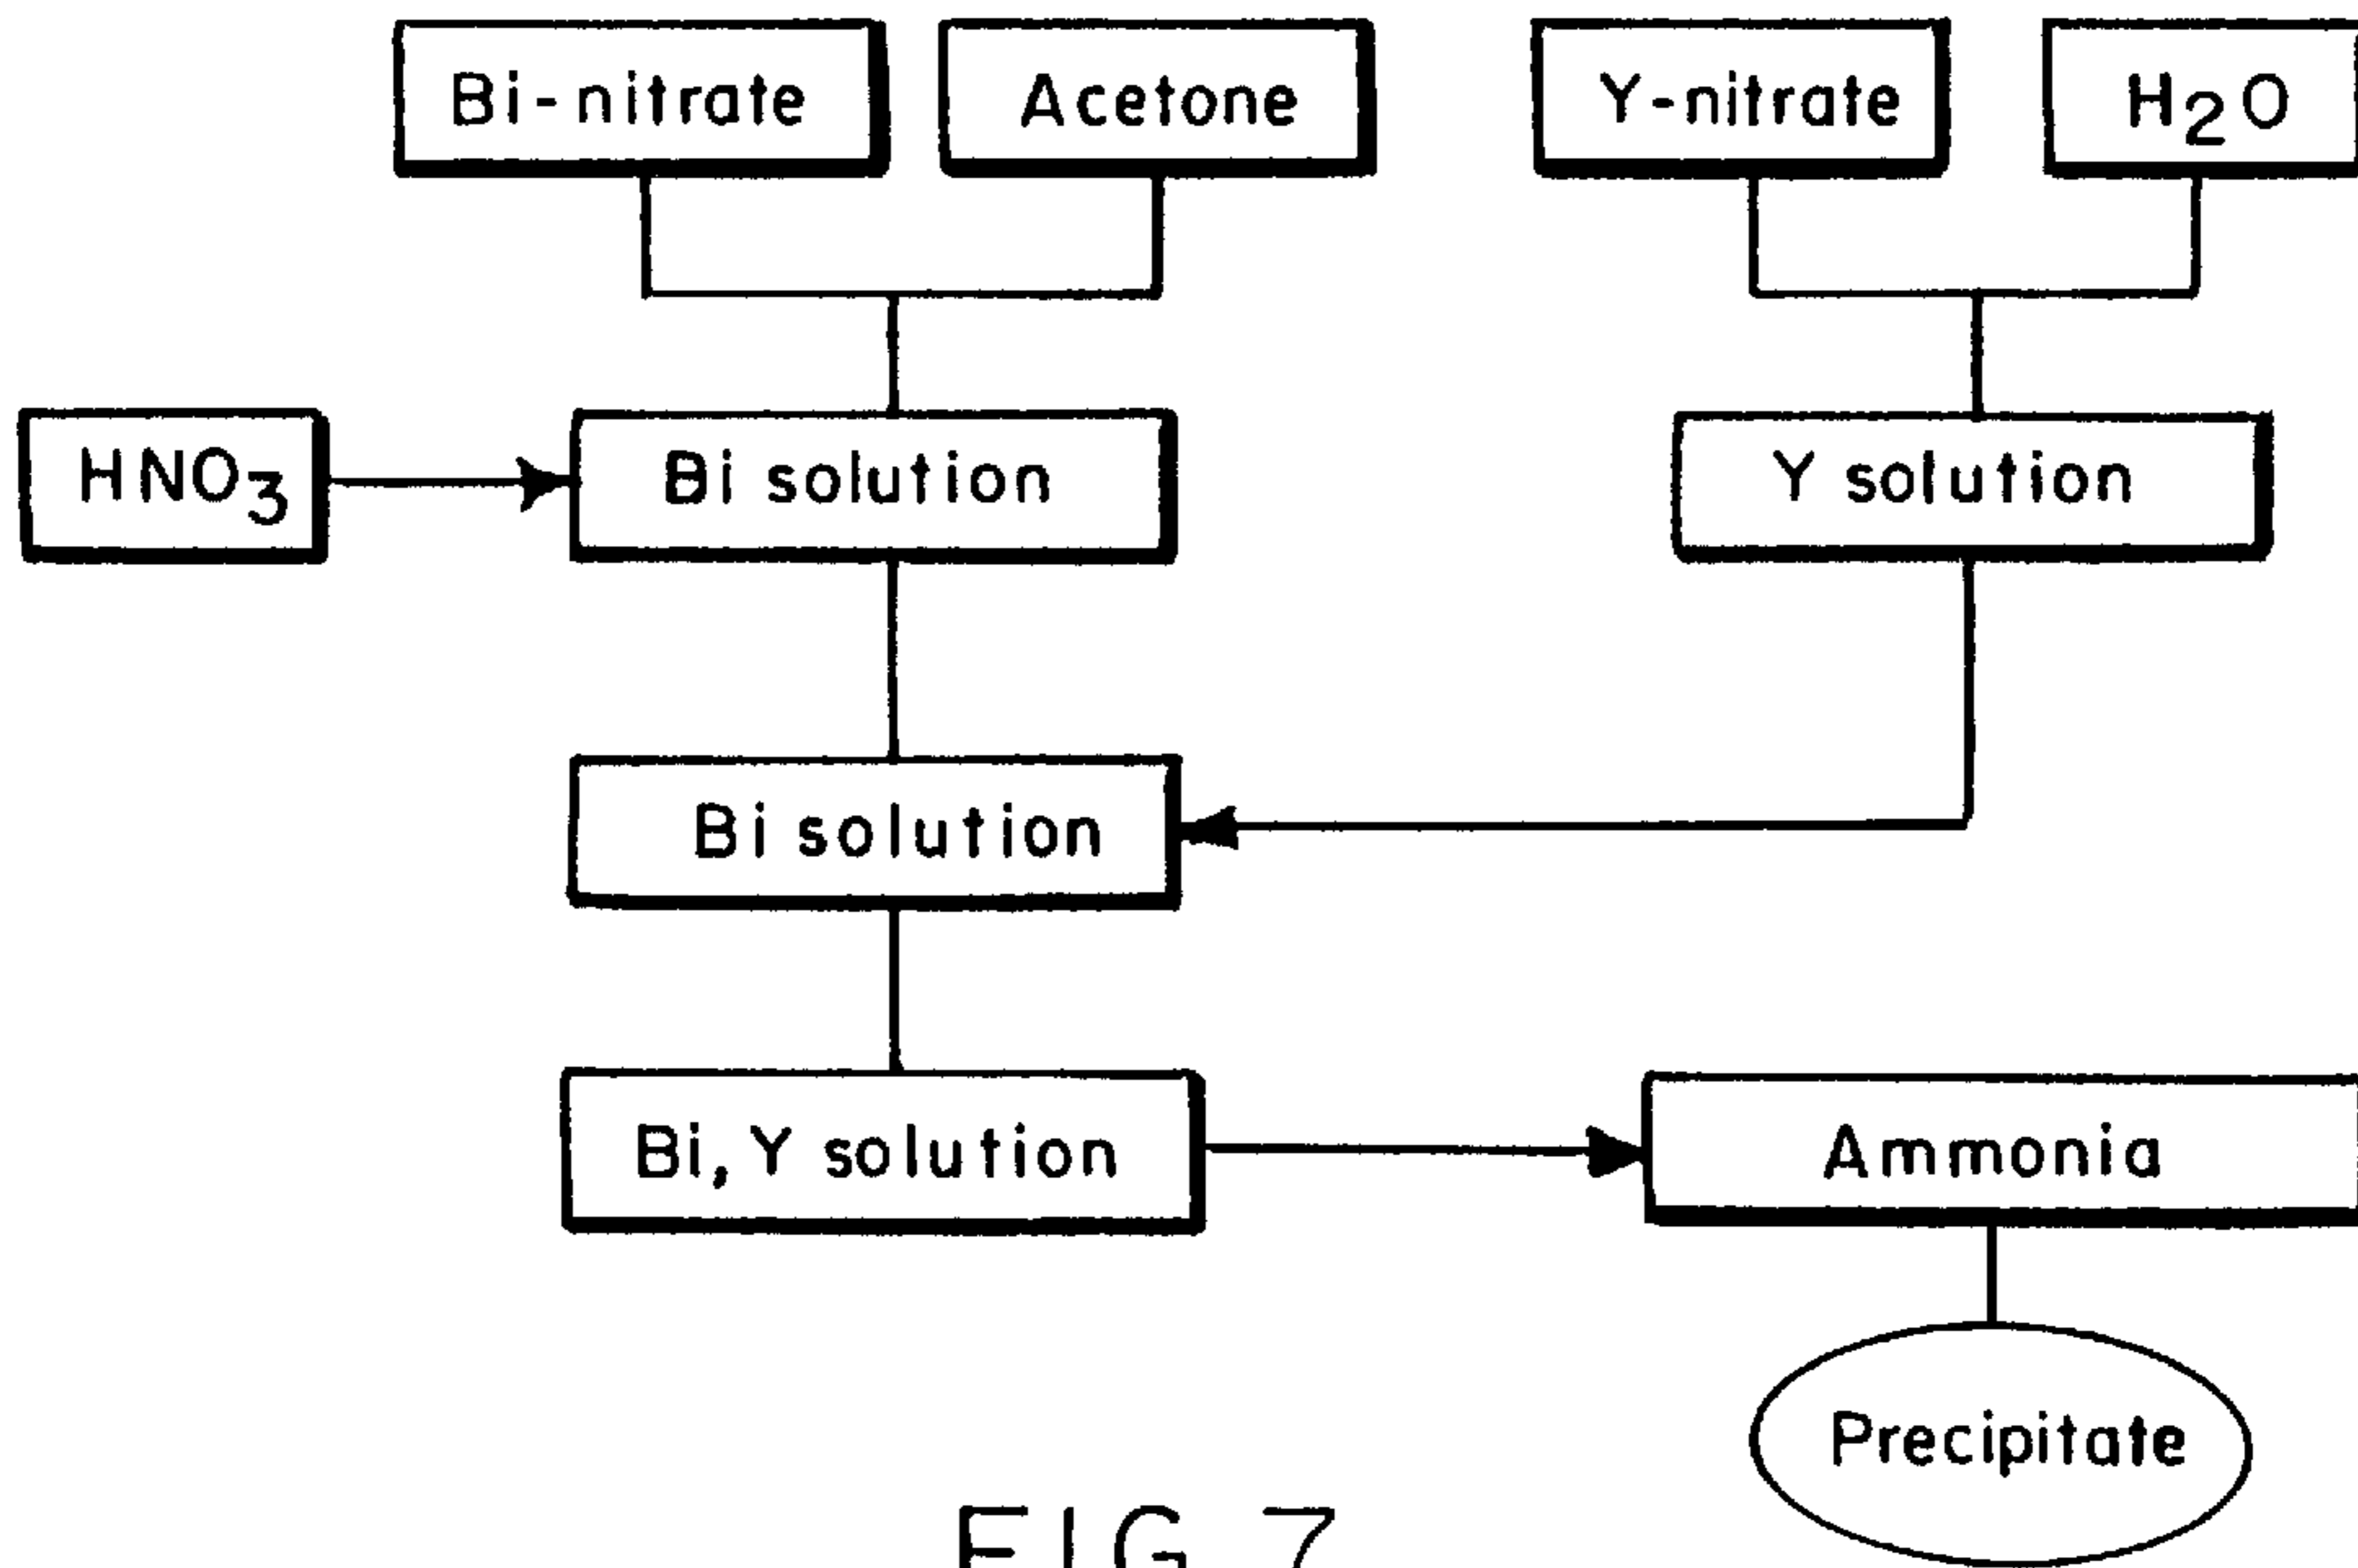 Bi-nitrate
Acetone
Y-nitrate
H2O
HNO3
Bi solution
Y solution
Bi solution
Bi, Y solution
Ammonia
Precipitate
FIG 7